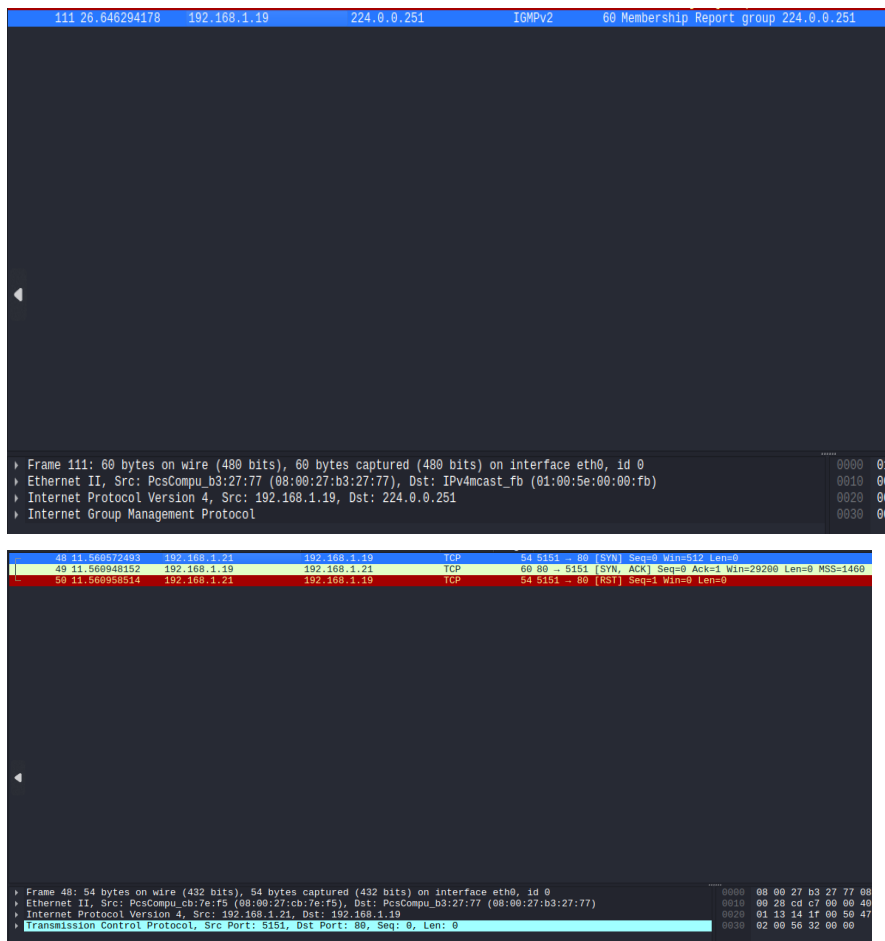 111 26.646294178 192.168.1.19 224.0.0.251 IGMPv2 60 Membership Report group 224.0.0.251
Frame 111: 60 bytes on wire (480 bits), 60 bytes captured (480 bits) on interface eth0, id 0
0000 01
Ethernet II, Src: PcsCompu_b3:27:77 (08:00:27:b3:27:77), Dst: IPv4mcast_fb (01:00:5e:00:00:fb)
0010
Internet Protocol Version 4, Src: 192.168.1.19, Dst: 224.0.0.251
0020
Internet Group Management Protocol
0030
48 11.560572493 192.168.1.21 192.168.1.19 TCP 54 5151 → 80 [SYN] Seq=0 Win=512 Len=0
49 11.560948152 192.168.1.19 192.168.1.21 TCP 60 80 → 5151 [SYN, ACK] Seq=0 Ack=1 Win=29200 Len=0 MSS=1460
50 11.560958514 192.168.1.21 192.168.1.19 TCP 54 5151 → 80 [RST] Seq=1 Win=0 Len=0
Frame 48: 54 bytes on wire (432 bits), 54 bytes captured (432 bits) on interface eth0, id 0
0000 08 00 27 b3 27 77 08
Ethernet II, Src: PcsCompu_cb:7e:f5 (08:00:27:cb:7e:f5), Dst: PcsCompu_b3:27:77 (08:00:27:b3:27:77)
0010 00 28 cd c7 00 00 40
Internet Protocol Version 4, Src: 192.168.1.21, Dst: 192.168.1.19
0020 01 13 14 1f 00 50 47
Transmission Control Protocol, Src Port: 5151, Dst Port: 80, Seq: 0, Len: 0
0030 02 00 56 32 00 00